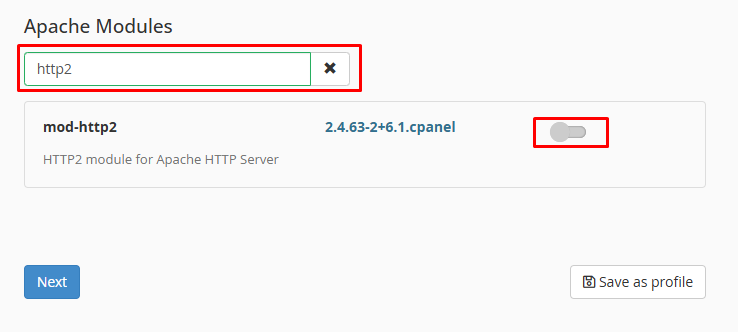 Apache Modules
http2
mod-http2 2.4.63-2+6.1.cpanel
HTTP2 module for Apache HTTP Server
Next Save as profile